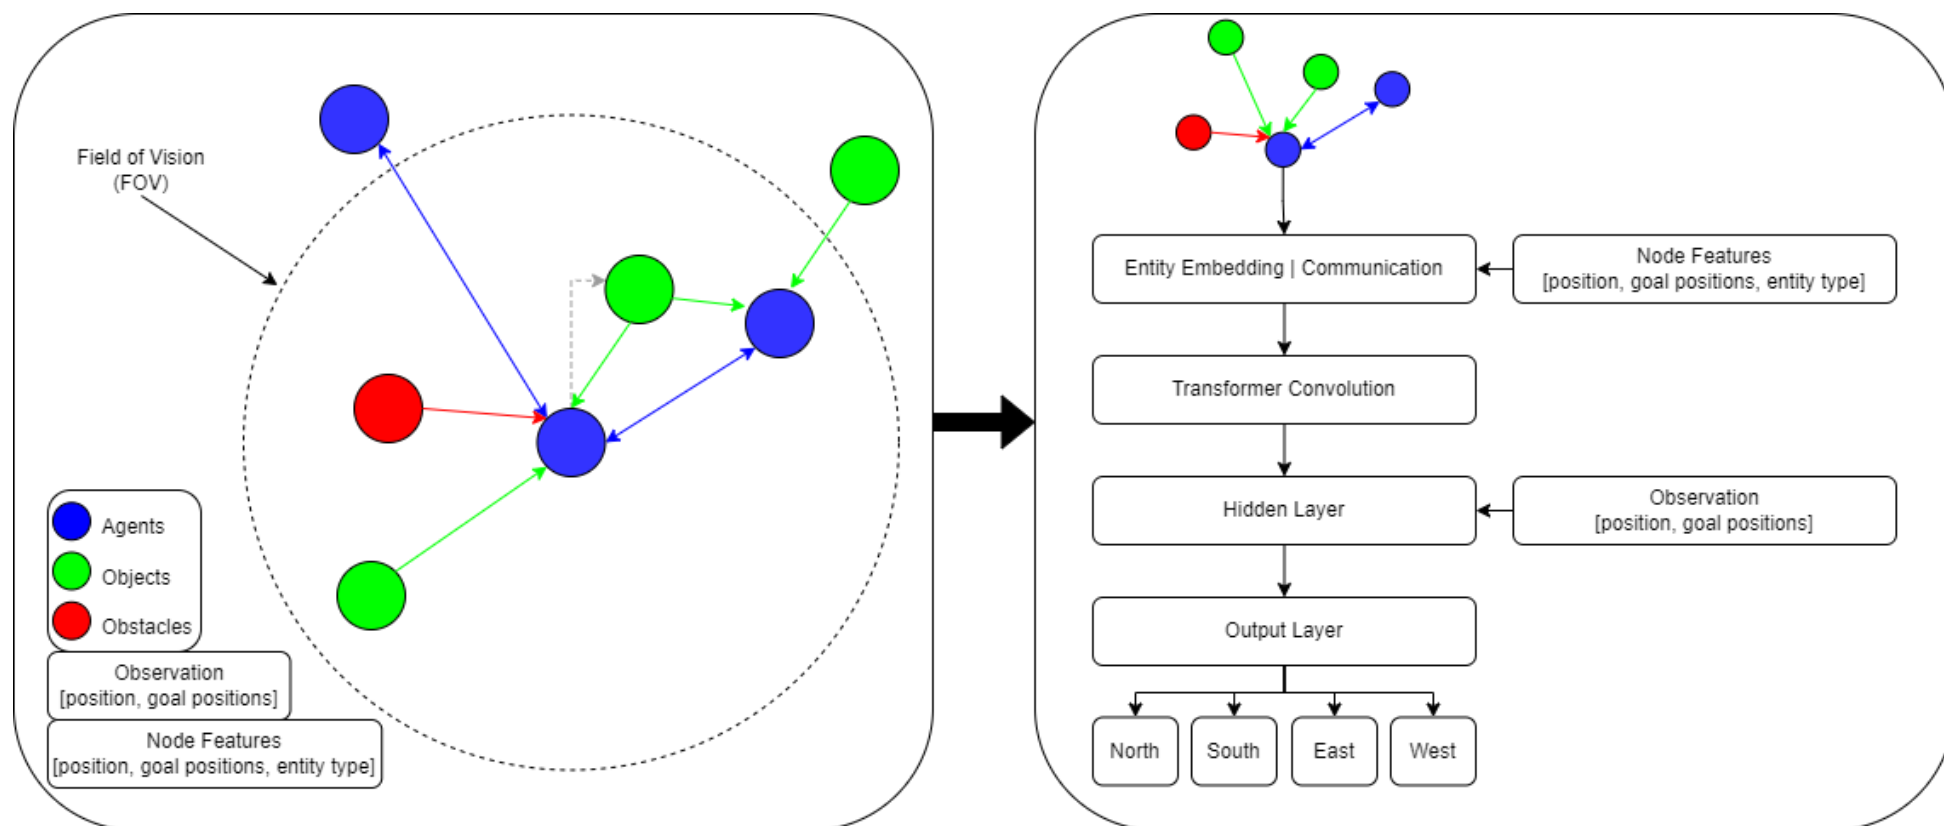 Field of Vision
(FOV)
Agents
Objects
Obstacles
Observation
[position, goal positions]
Node Features
[position, goal positions, entity type]
Entity Embedding | Communication
Node Features
[position, goal positions, entity type]
Transformer Convolution
Hidden Layer
Observation
[position, goal positions]
Output Layer
North
South
East
West